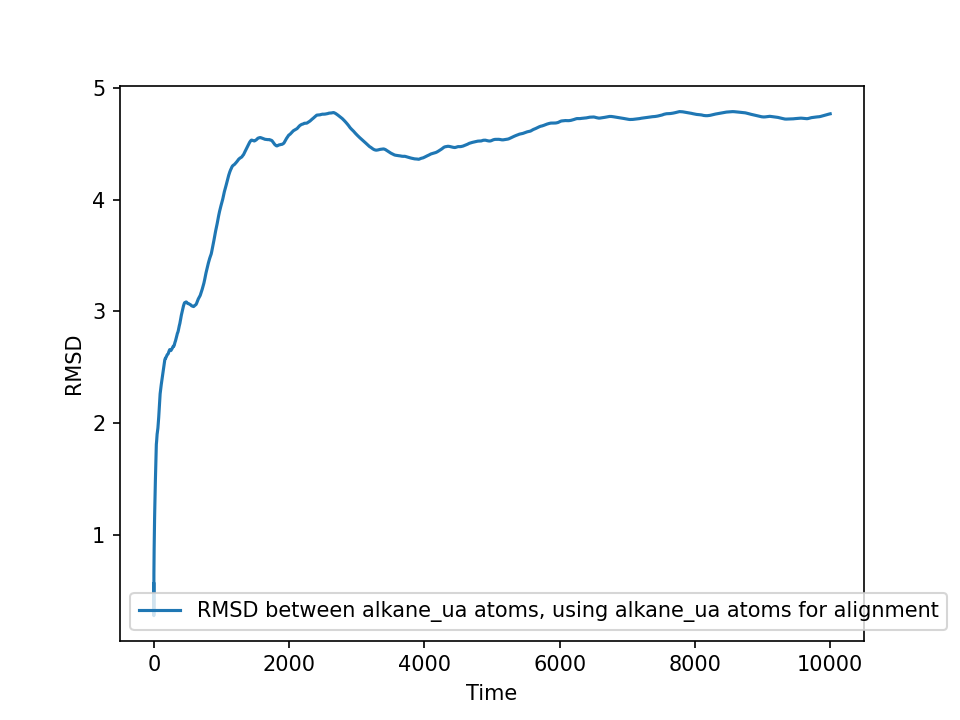 5
4
3
2
1
RMSD
RMSD between alkane_ua atoms, using alkane_ua atoms for alignment
0 2000 4000 6000 8000 10000
Time